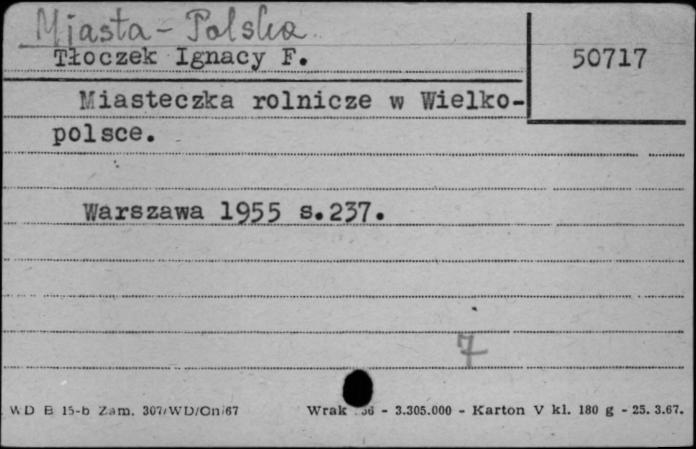 Miasta - Polska
Tłoczek Ignacy F.
50717
Miasteczka rolnicze w Wielko-
polsce.
Warszawa 1955 s.237.
7
WD E 15-b Zam. 307/WD/On/67
Wrak 56 - 3.305.000 - Karton V kl. 180 g - 25. 3.67.